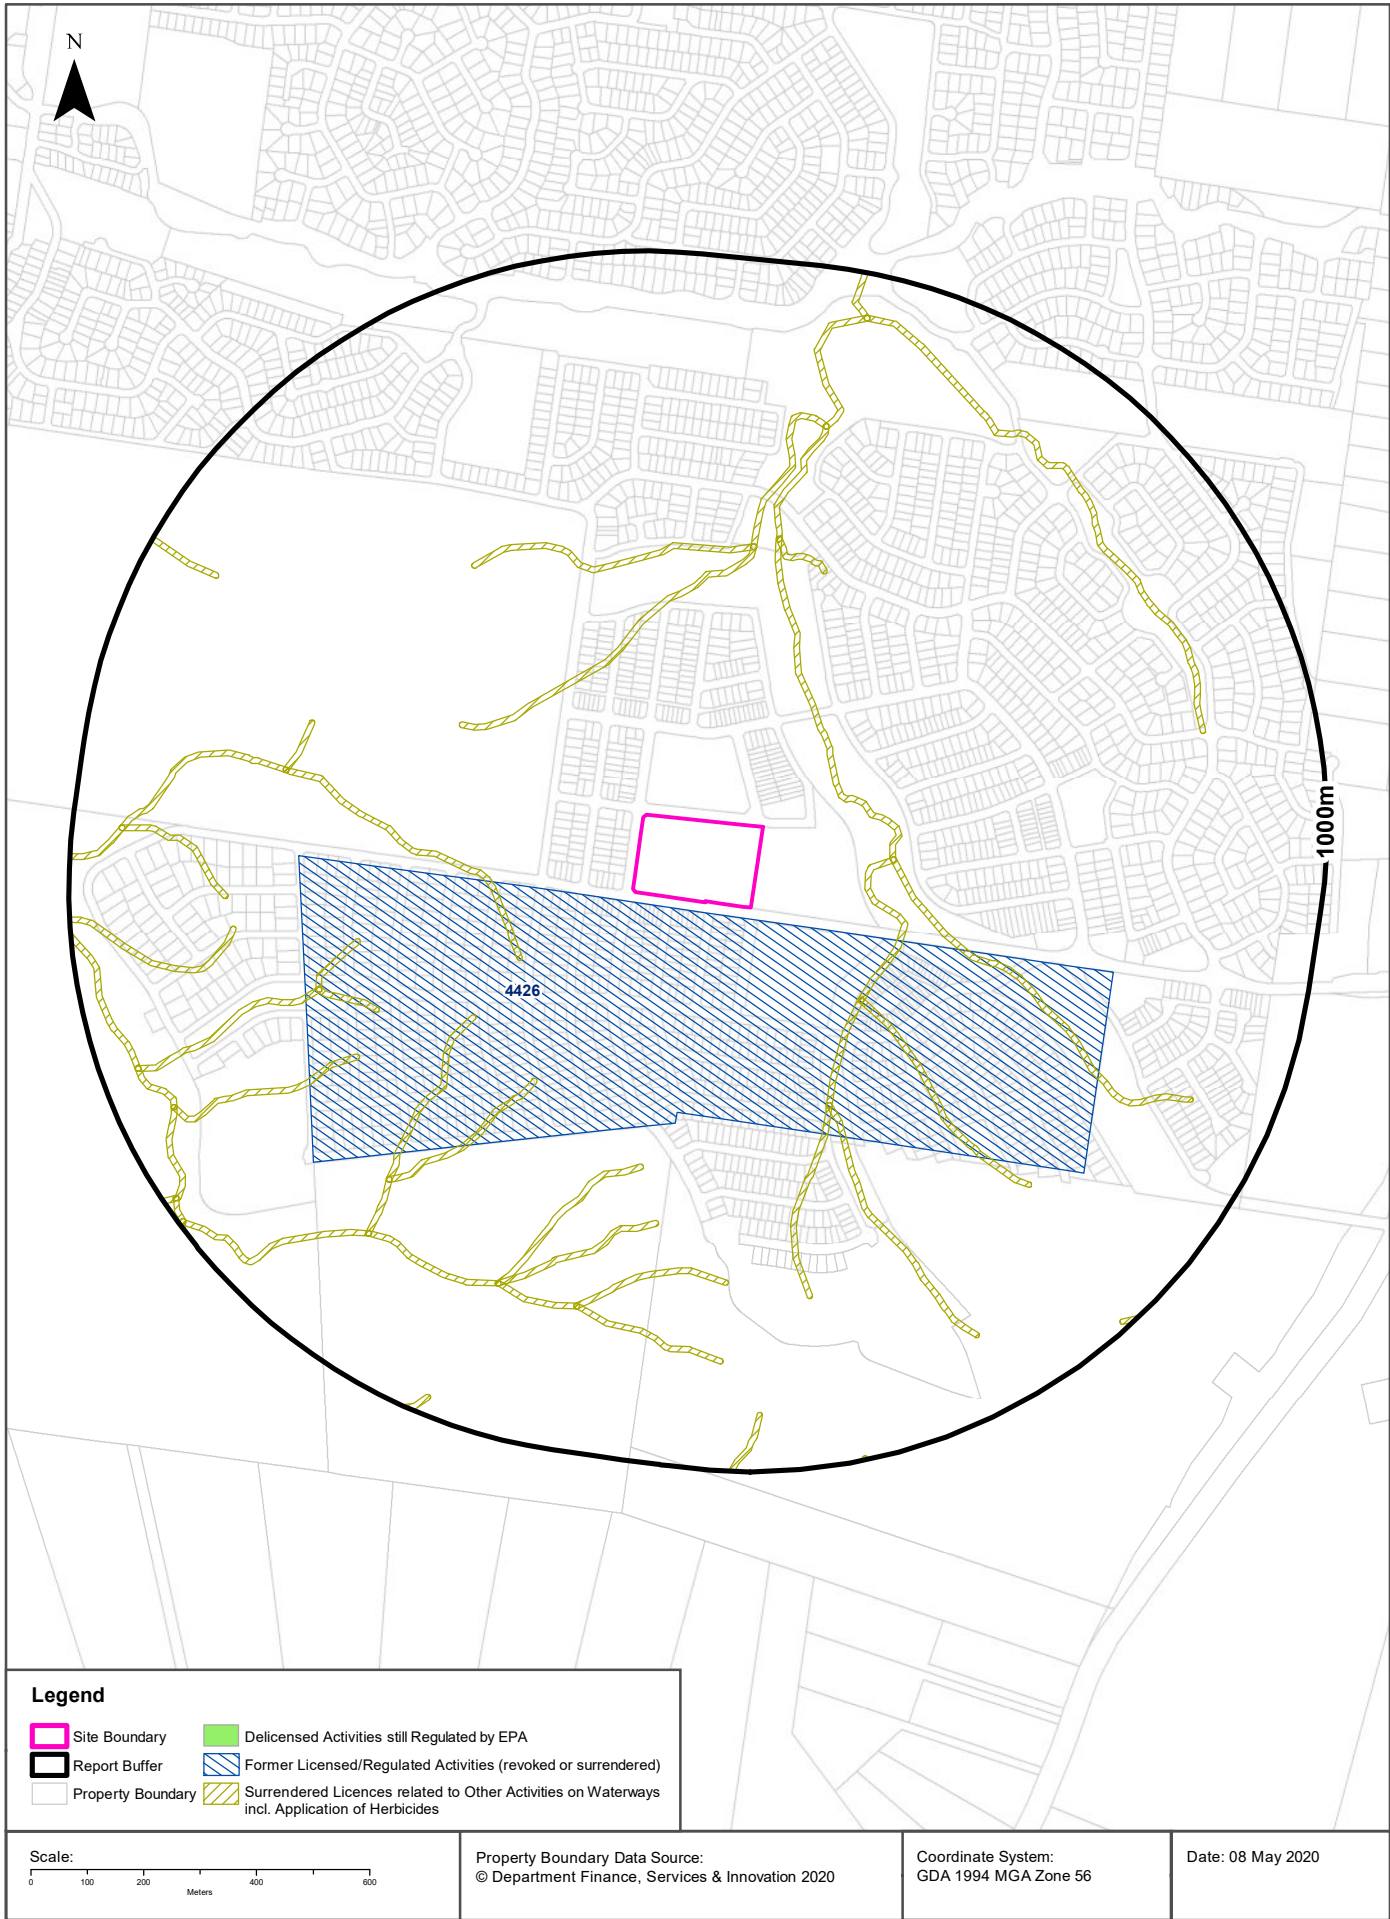 N
1000m
4426
Legend
Site Boundary
Report Buffer
Property Boundary
Delicensed Activities still Regulated by EPA
Former Licensed/Regulated Activities (revoked or surrendered)
Surrendered Licences related to Other Activities on Waterways
incl. Application of Herbicides
Scale:
0 100 200 400 600
Meters
Property Boundary Data Source:
© Department Finance, Services & Innovation 2020
Coordinate System:
GDA 1994 MGA Zone 56
Date: 08 May 2020